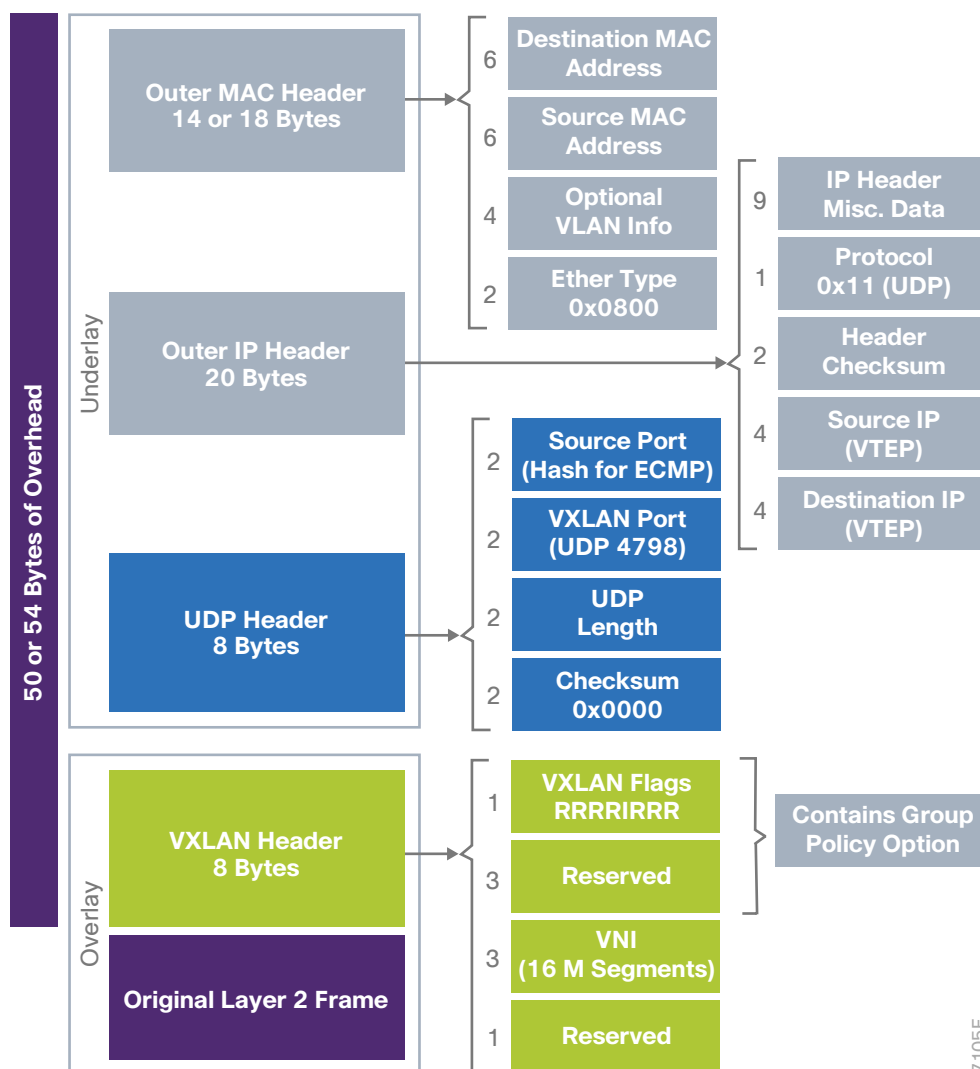 50 or 54 Bytes of Overhead
Underlay
Outer MAC Header
14 or 18 Bytes
6
Destination MAC
Address
6
Source MAC
Address
4
Optional
VLAN Info
2
Ether Type
0x0800
Outer IP Header
20 Bytes
9
IP Header
Misc. Data
1
Protocol
0x11 (UDP)
2
Header
Checksum
4
Source IP
(VTEP)
4
Destination IP
(VTEP)
UDP Header
8 Bytes
2
Source Port
(Hash for ECMP)
2
VXLAN Port
(UDP 4798)
2
UDP
Length
2
Checksum
0x0000
Overlay
VXLAN Header
8 Bytes
1
VXLAN Flags
RRRRIRRR
3
Reserved
Contains Group
Policy Option
3
VNI
(16 M Segments)
1
Reserved
Original Layer 2 Frame
7105F